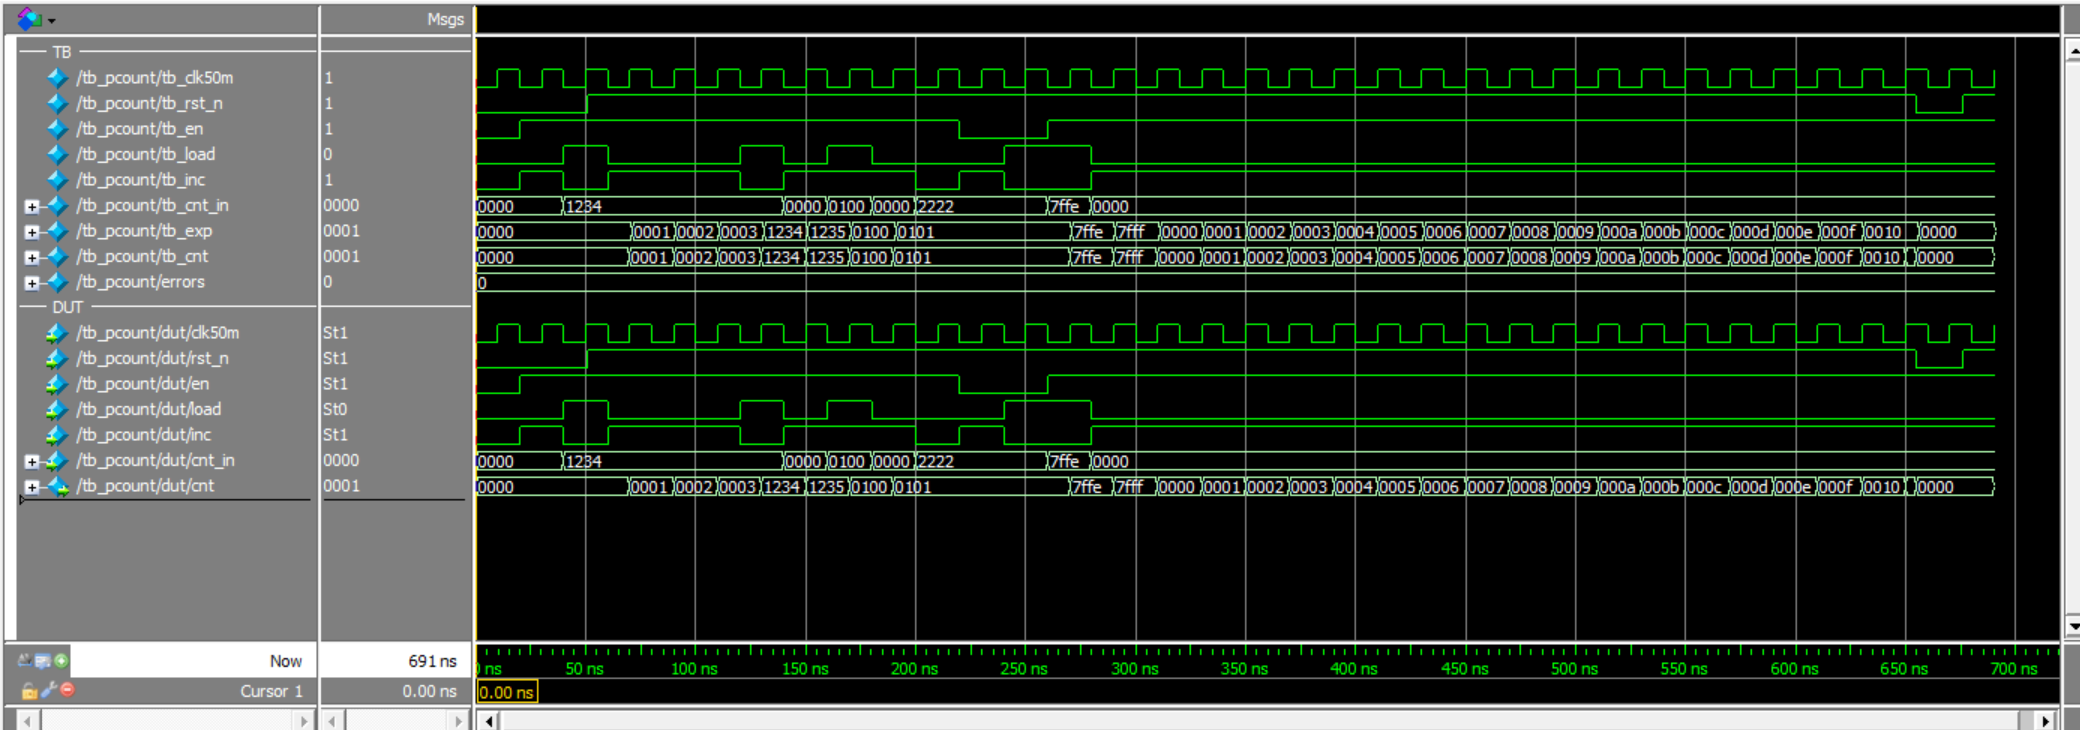 Msgs
TB
/tb_pcount/tb_clk50m 1
/tb_pcount/tb_rst_n 1
/tb_pcount/tb_en 1
/tb_pcount/tb_load 0
/tb_pcount/tb_inc 1
/tb_pcount/tb_cnt_in 0000 0000 1234 0000 0100 0000 2222 7ffe 0000
/tb_pcount/tb_exp 0001 0000 0001 0002 0003 1234 1235 0100 0101 7ffe 7fff 0000 0001 0002 0003 0004 0005 0006 0007 0008 0009 000a 000b 000c 000d 000e 000f 0010 0000
/tb_pcount/tb_cnt 0001 0000 0001 0002 0003 1234 1235 0100 0101 7ffe 7fff 0000 0001 0002 0003 0004 0005 0006 0007 0008 0009 000a 000b 000c 000d 000e 000f 0010 0000
/tb_pcount/errors 0 0
DUT
/tb_pcount/dut/clk50m St1
/tb_pcount/dut/rst_n St1
/tb_pcount/dut/en St1
/tb_pcount/dut/load St0
/tb_pcount/dut/inc St1
/tb_pcount/dut/cnt_in 0000 0000 1234 0000 0100 0000 2222 7ffe 0000
/tb_pcount/dut/cnt 0001 0000 0001 0002 0003 1234 1235 0100 0101 7ffe 7fff 0000 0001 0002 0003 0004 0005 0006 0007 0008 0009 000a 000b 000c 000d 000e 000f 0010 0000
Now 691 ns ns 50 ns 100 ns 150 ns 200 ns 250 ns 300 ns 350 ns 400 ns 450 ns 500 ns 550 ns 600 ns 650 ns 700 ns
Cursor 1 0.00 ns 0.00 ns